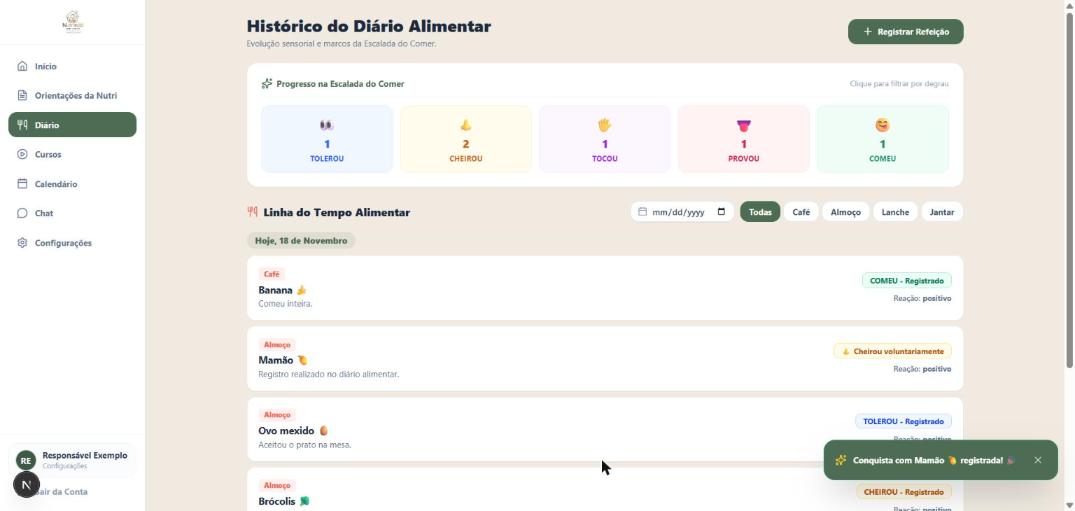 Início
Orientações da Nutri
Diário
Cursos
Calendário
Chat
Configurações
RE
Responsável Exemplo
Configurações
N
air da Conta
Histórico do Diário Alimentar
Evolução sensorial e marcos da Escalada do Comer.
+ Registrar Refeição
Progresso na Escalada do Comer
Clique para filtrar por degrau
1
TOLEROU
2
CHEIROU
1
TOCOU
1
PROVOU
1
COMEU
Linha do Tempo Alimentar
mm/dd/yyyy
Todas
Café
Almoço
Lanche
Jantar
Hoje, 18 de Novembro
Café
Banana 🍌
Comeu inteira.
COMEU - Registrado
Reação: positivo
Almoço
Mamão
Registro realizado no diário alimentar.
👃 Cheirou voluntariamente
Reação: positivo
Almoço
Ovo mexido 🥚
Aceitou o prato na mesa.
TOLEROU - Registrado
Reação: positivo
Almoço
Brócolis 🥦
CHEIROU - Registrado
Reação: positivo
✨ Conquista com Mamão registrada! 🎉